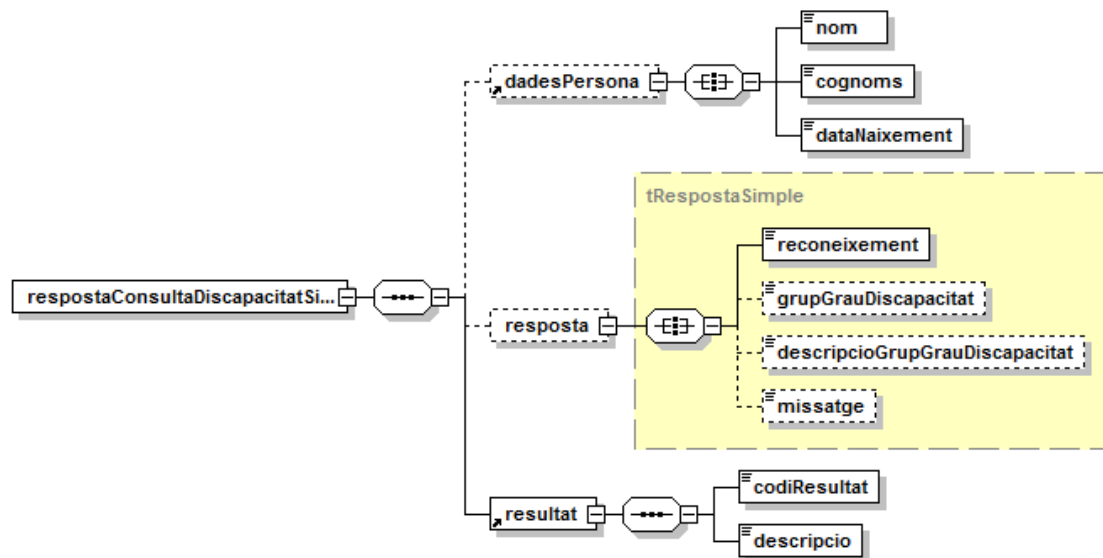 nom
dadesPersona
cognoms
dataNaixement
tRespostaSimple
reconeixement
respostaConsultaDiscapacitatSi...
grupGrauDiscapacitat
resposta
descripcioGrupGrauDiscapacitat
missatge
codiResultat
resultat
descripcio